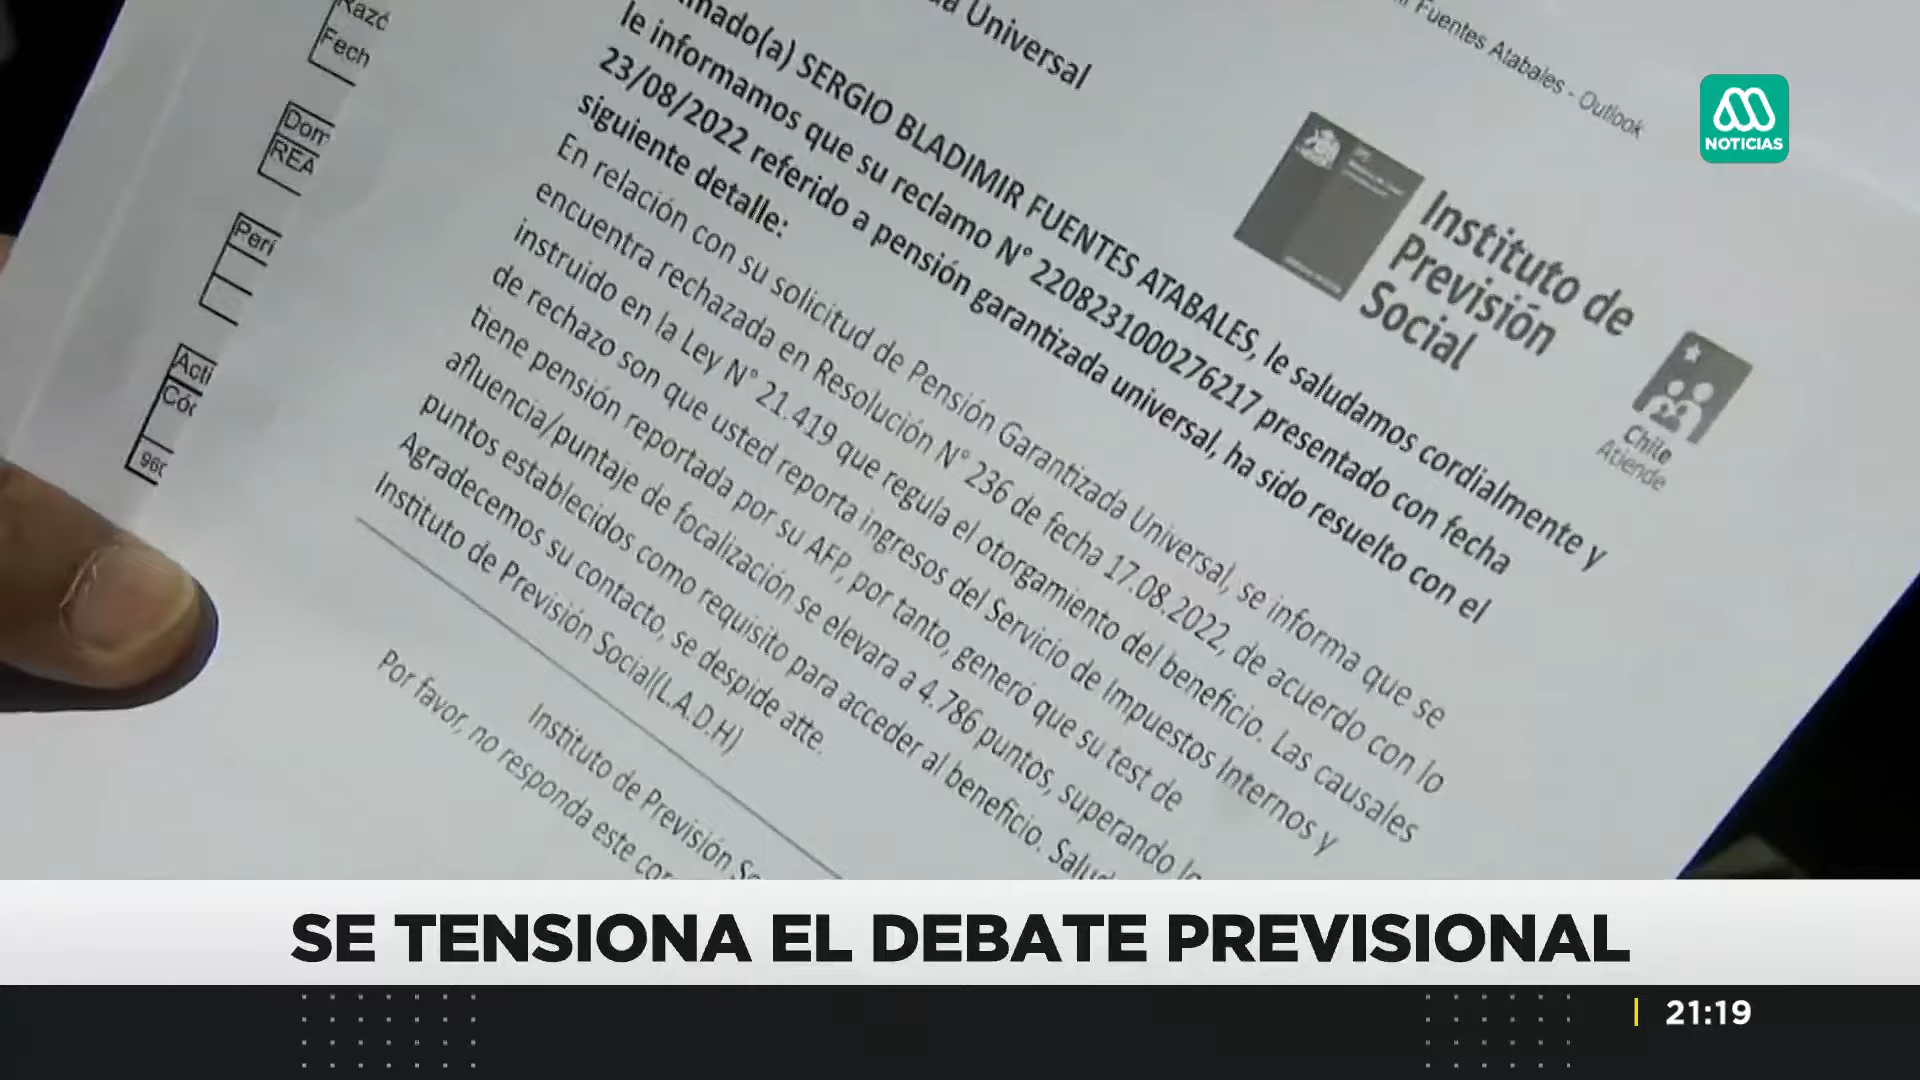 Fuentes Atabales - Outlook
Universal
SERGIO BLADIMIR FUENTES ATABALES, le saludamos cordialmente y
le informamos que su reclamo N° 2208231000276217 presentado con fecha
23/08/2022 referido a pensión garantizada universal, ha sido resuelto con el
siguiente detalle:
En relación con su solicitud de Pensión Garantizada Universal, se informa que se
encuentra rechazada en Resolución N° 236 de fecha 17.08.2022, de acuerdo con lo
instruido en la Ley N° 21.419 que regula el otorgamiento del beneficio. Las causales
de rechazo son que usted reporta ingresos del Servicio de Impuestos Internos y
tiene pensión reportada por su AFP, por tanto, generó que su test de
afluencia/puntaje de focalización se elevara a 4.786 puntos, superando
puntos establecidos como requisito para acceder al beneficio.
Agradecemos su contacto, se despide atte.
Instituto de Previsión Social(L.A.D.H)
Instituto de Previsión
Por favor, no responda este
Instituto de
Previsión
Social
Chile
Atiende
Razó
Fech
Dom
REA
Perí
Acti
Cód
960
NOTICIAS
SE TENSIONA EL DEBATE PREVISIONAL
21:19